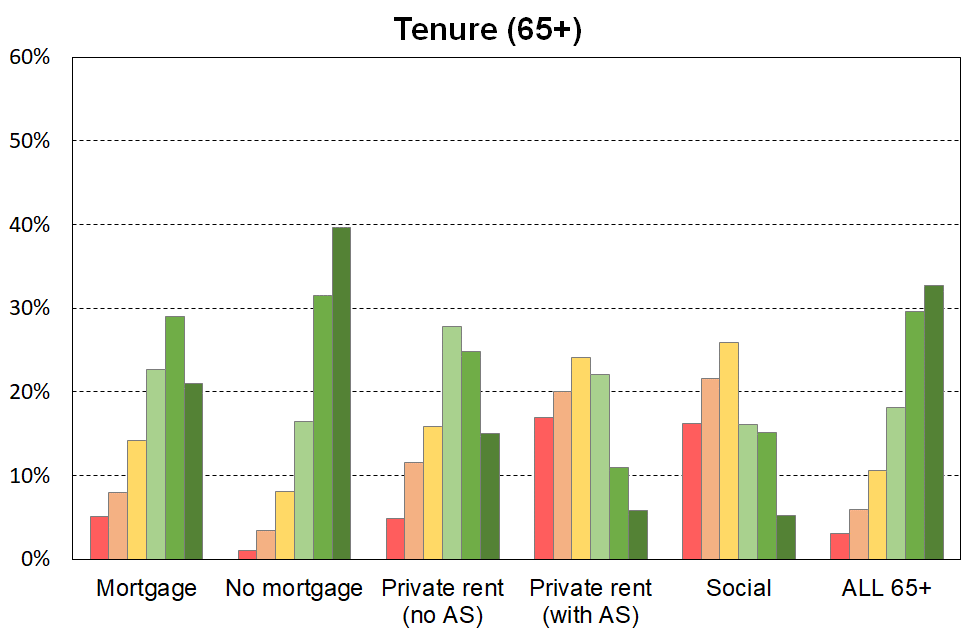 Tenure (65+)
60%
50%
40%
30%
20%
10%
0%
Mortgage
No mortgage
Private rent
(no AS)
Private rent
(with AS)
Social
ALL 65+